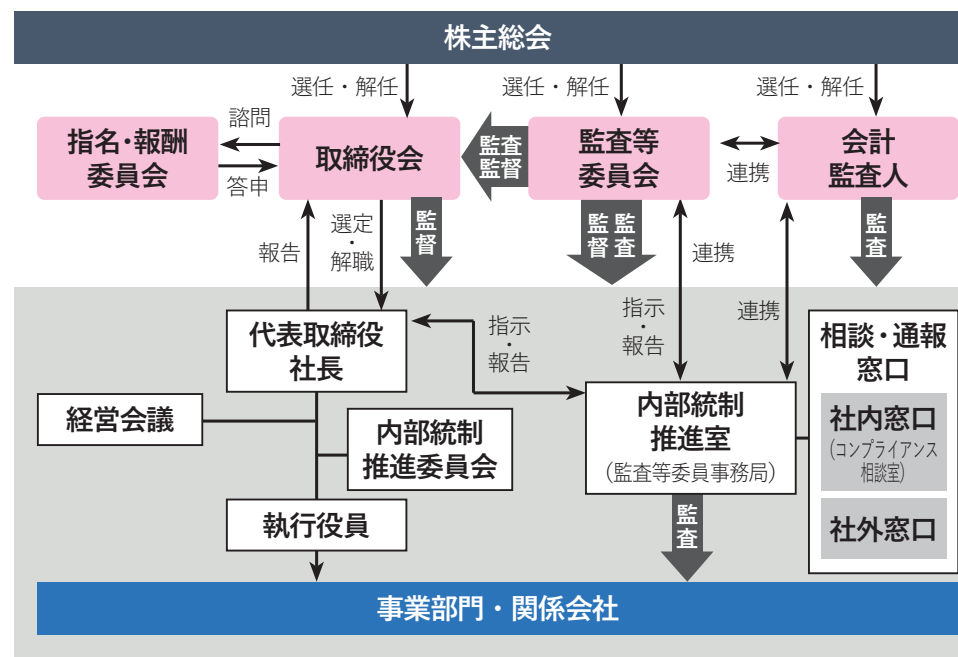 株主総会
選任・解任
選任・解任
選任・解任
指名・報酬
委員会
諮問
答申
取締役会
監査
監督
監査等
委員会
連携
会計
監査人
報告
選定
・
解職
監督
監督
監査
連携
監査
指示
・
報告
連携
代表取締役
社長
指示
・
報告
経営会議
内部統制
推進委員会
執行役員
内部統制
推進室
(監査等委員事務局)
監査
相談・通報
窓口
社内窓口
(コンプライアンス
相談室)
社外窓口
事業部門・関係会社